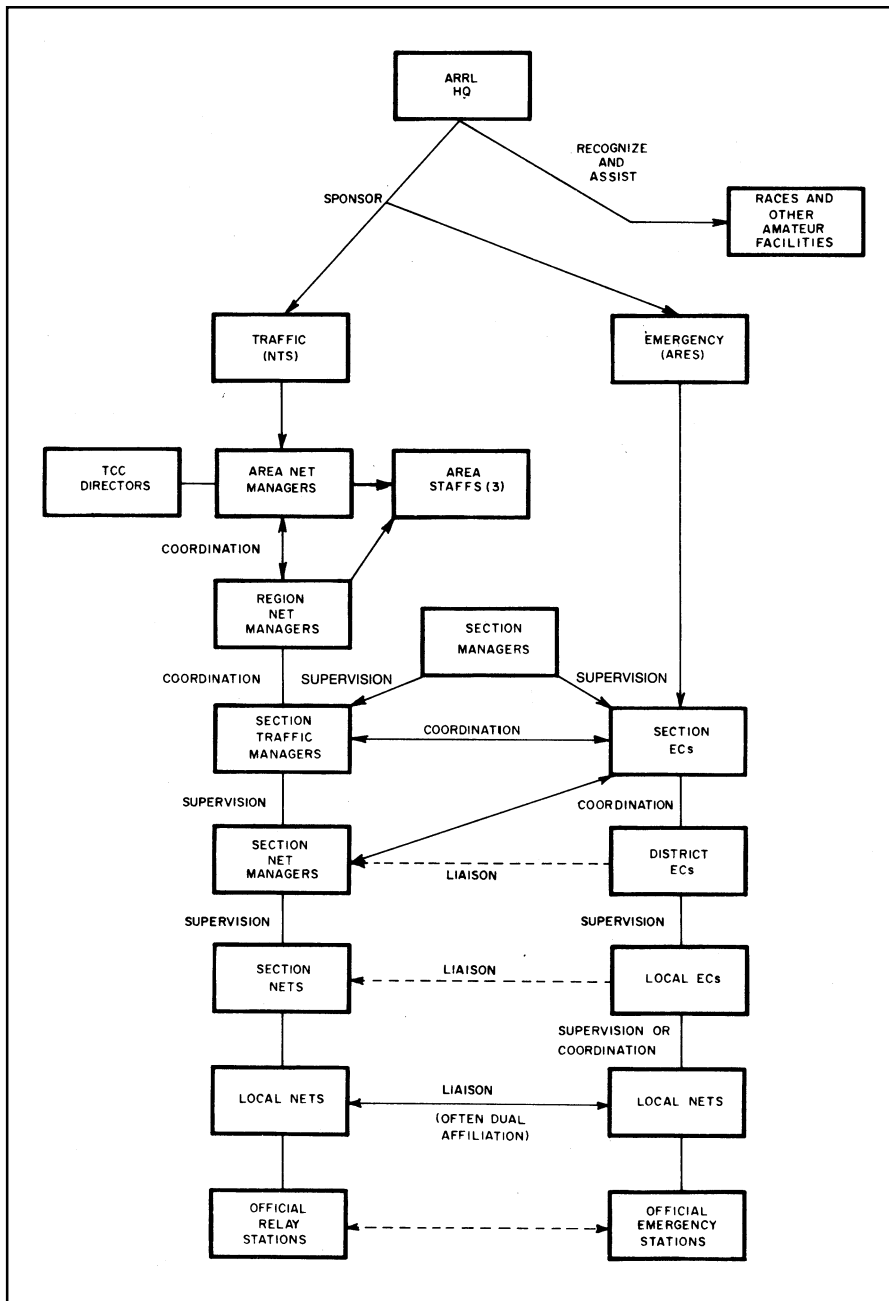 ARRL
HQ
RECOGNIZE
AND
ASSIST
SPONSOR
RACES AND
OTHER
AMATEUR
FACILITIES
TRAFFIC
(NTS)
EMERGENCY
(ARES)
TCC
DIRECTORS
AREA NET
MANAGERS
AREA
STAFFS (3)
COORDINATION
REGION
NET
MANAGERS
SECTION
MANAGERS
COORDINATION
SUPERVISION
SUPERVISION
SECTION
TRAFFIC
MANAGERS
COORDINATION
SECTION
ECs
SUPERVISION
COORDINATION
SECTION
NET
MANAGERS
LIAISON
DISTRICT
ECs
SUPERVISION
SUPERVISION
SECTION
NETS
LIAISON
LOCAL ECs
SUPERVISION OR
COORDINATION
LOCAL NETS
LIAISON
(OFTEN DUAL
AFFILIATION)
LOCAL NETS
OFFICIAL
RELAY
STATIONS
OFFICIAL
EMERGENCY
STATIONS